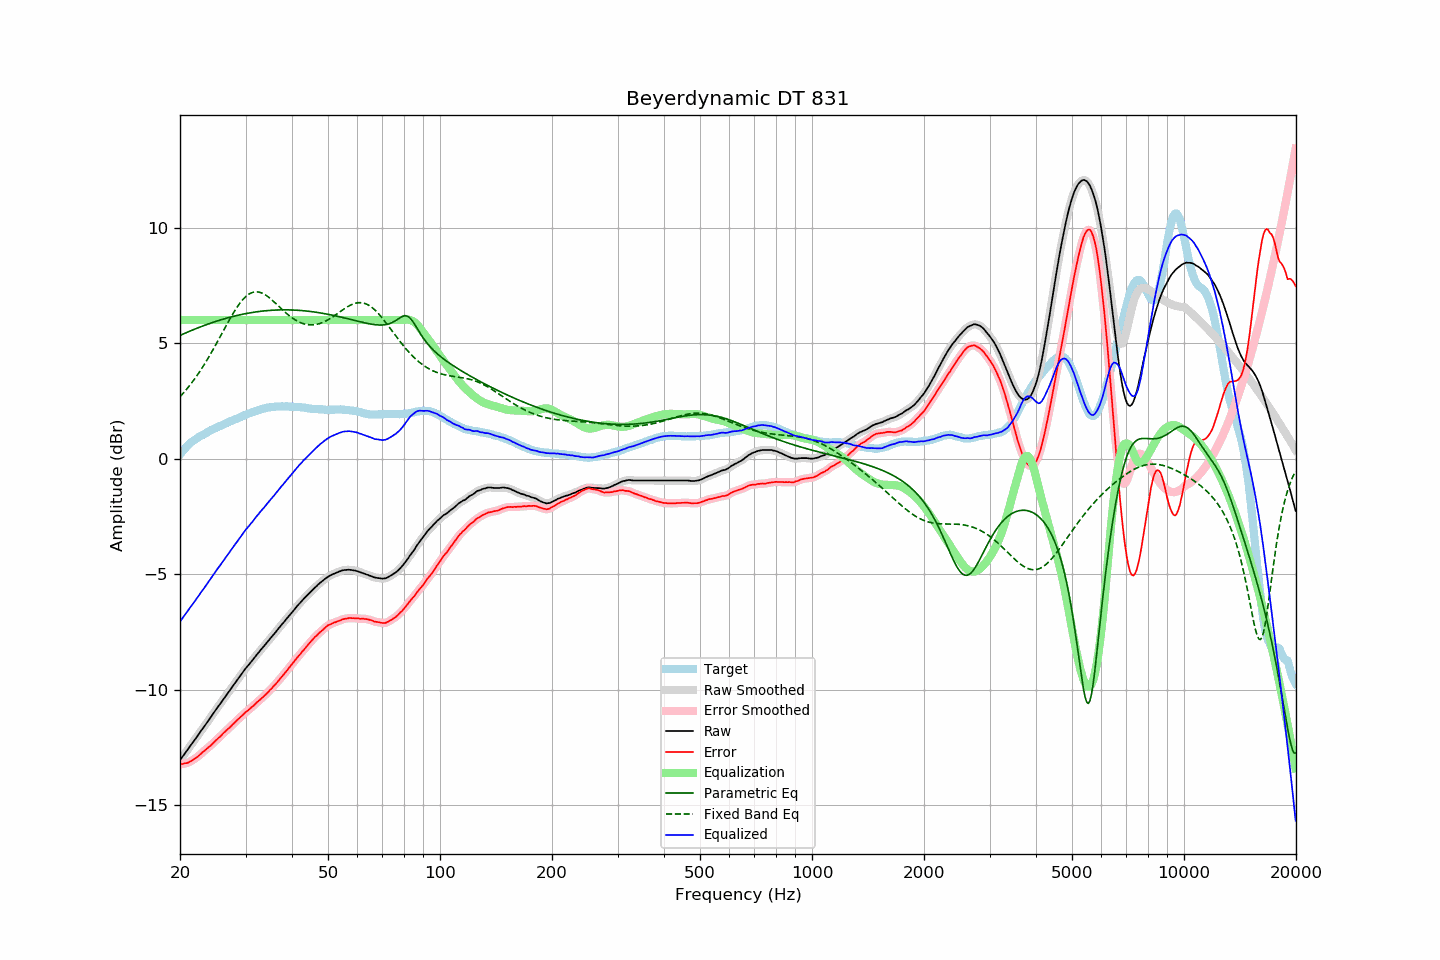 Beyerdynamic DT 831
Amplitude (dBr)
10
5
0
−5
−10
−15
Target
Raw Smoothed
Error Smoothed
Raw
Error
Equalization
Parametric Eq
Fixed Band Eq
Equalized
20 50 100 200 500 1000 2000 5000 10000 20000
Frequency (Hz)